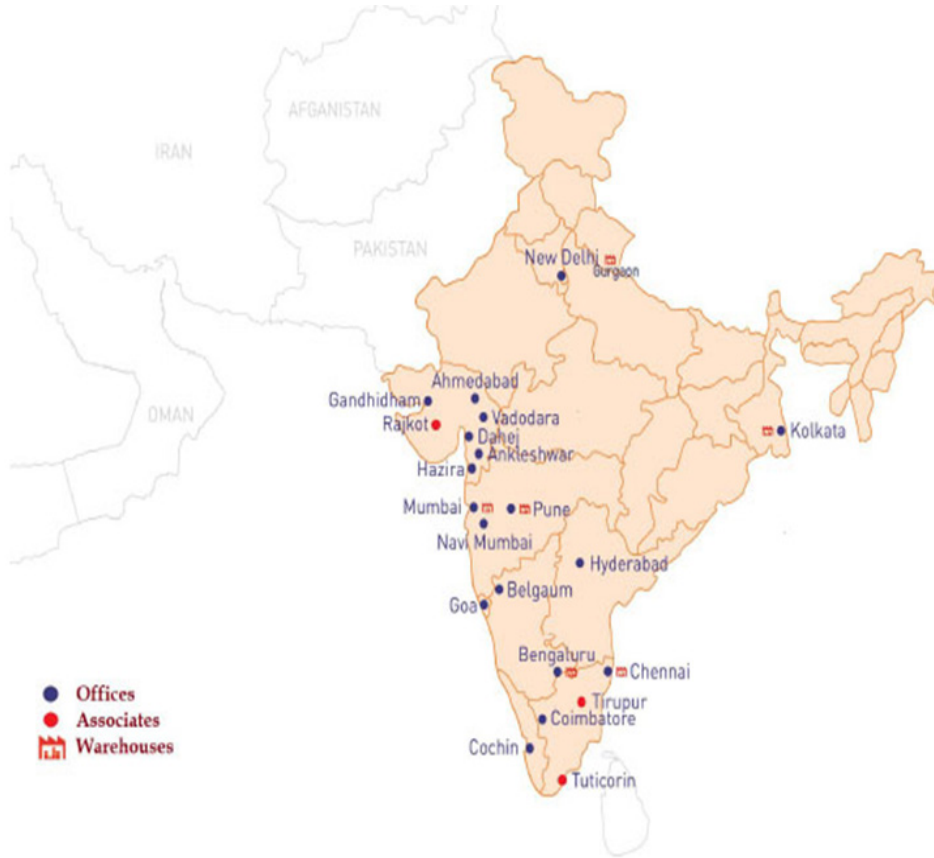 AFGANISTAN
IRAN
PAKISTAN
New Delhi
Gurgaon
Ahmedabad
Gandhidham
OMAN
Vadodara
Rajkot
Kolkata
Dahej
Ankleshwar
Hazira
Mumbai
Pune
Navi Mumbai
Hyderabad
Belgaum
Goa
Bengaluru
Chennai
Offices
Tirupur
Associates
Coimbatore
Warehouses
Cochin
Tuticorin